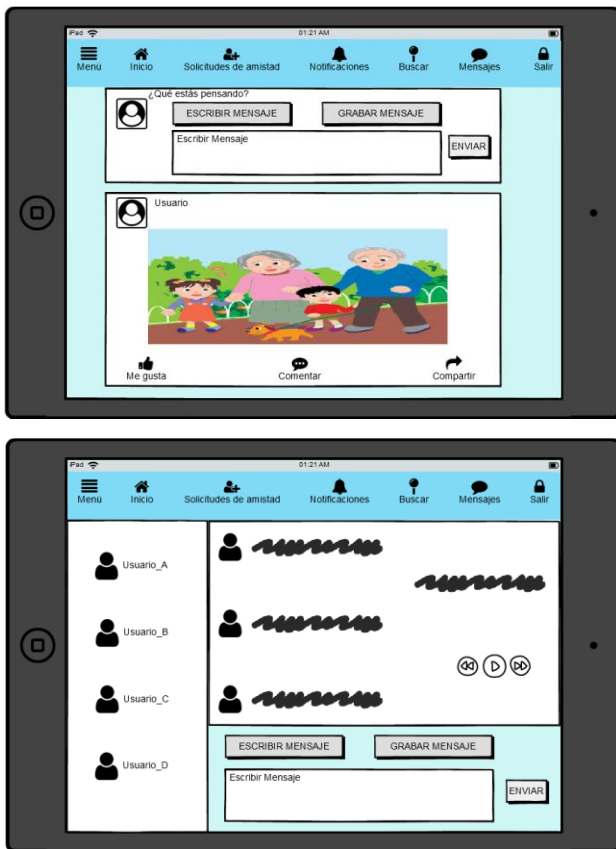 iPad 01:21 AM
Menú Inicio Solicitudes de amistad Notificaciones Buscar Mensajes Salir
¿Qué estás pensando?
ESCRIBIR MENSAJE GRABAR MENSAJE
Escribir Mensaje
ENVIAR
Usuario
Me gusta Comentar Compartir
iPad 01:21 AM
Menú Inicio Solicitudes de amistad Notificaciones Buscar Mensajes Salir
Usuario_A
Usuario_B
Usuario_C
Usuario_D
ESCRIBIR MENSAJE GRABAR MENSAJE
Escribir Mensaje
ENVIAR